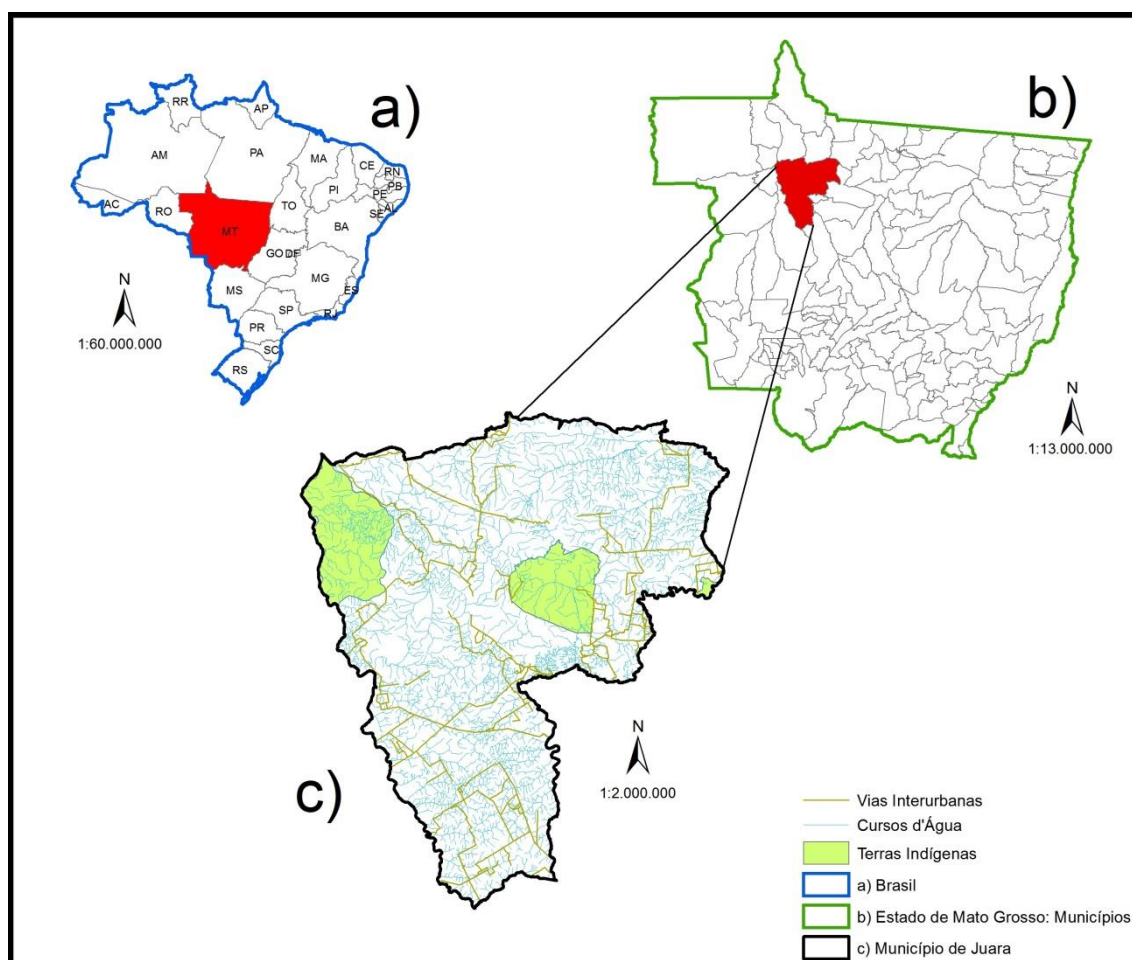 a)
RR
AP
AM
PA
MA
CE
RN
PB
PE
AL
SE
PI
AC
RO
TO
BA
MT
GO
DF
MG
ES
MS
SP
RJ
PR
SC
RS
N
1:60.000.000
b)
N
1:13.000.000
c)
N
1:2.000.000
Vias Interurbanas
Cursos d'Água
Terras Indígenas
a) Brasil
b) Estado de Mato Grosso: Municípios
c) Município de Juara